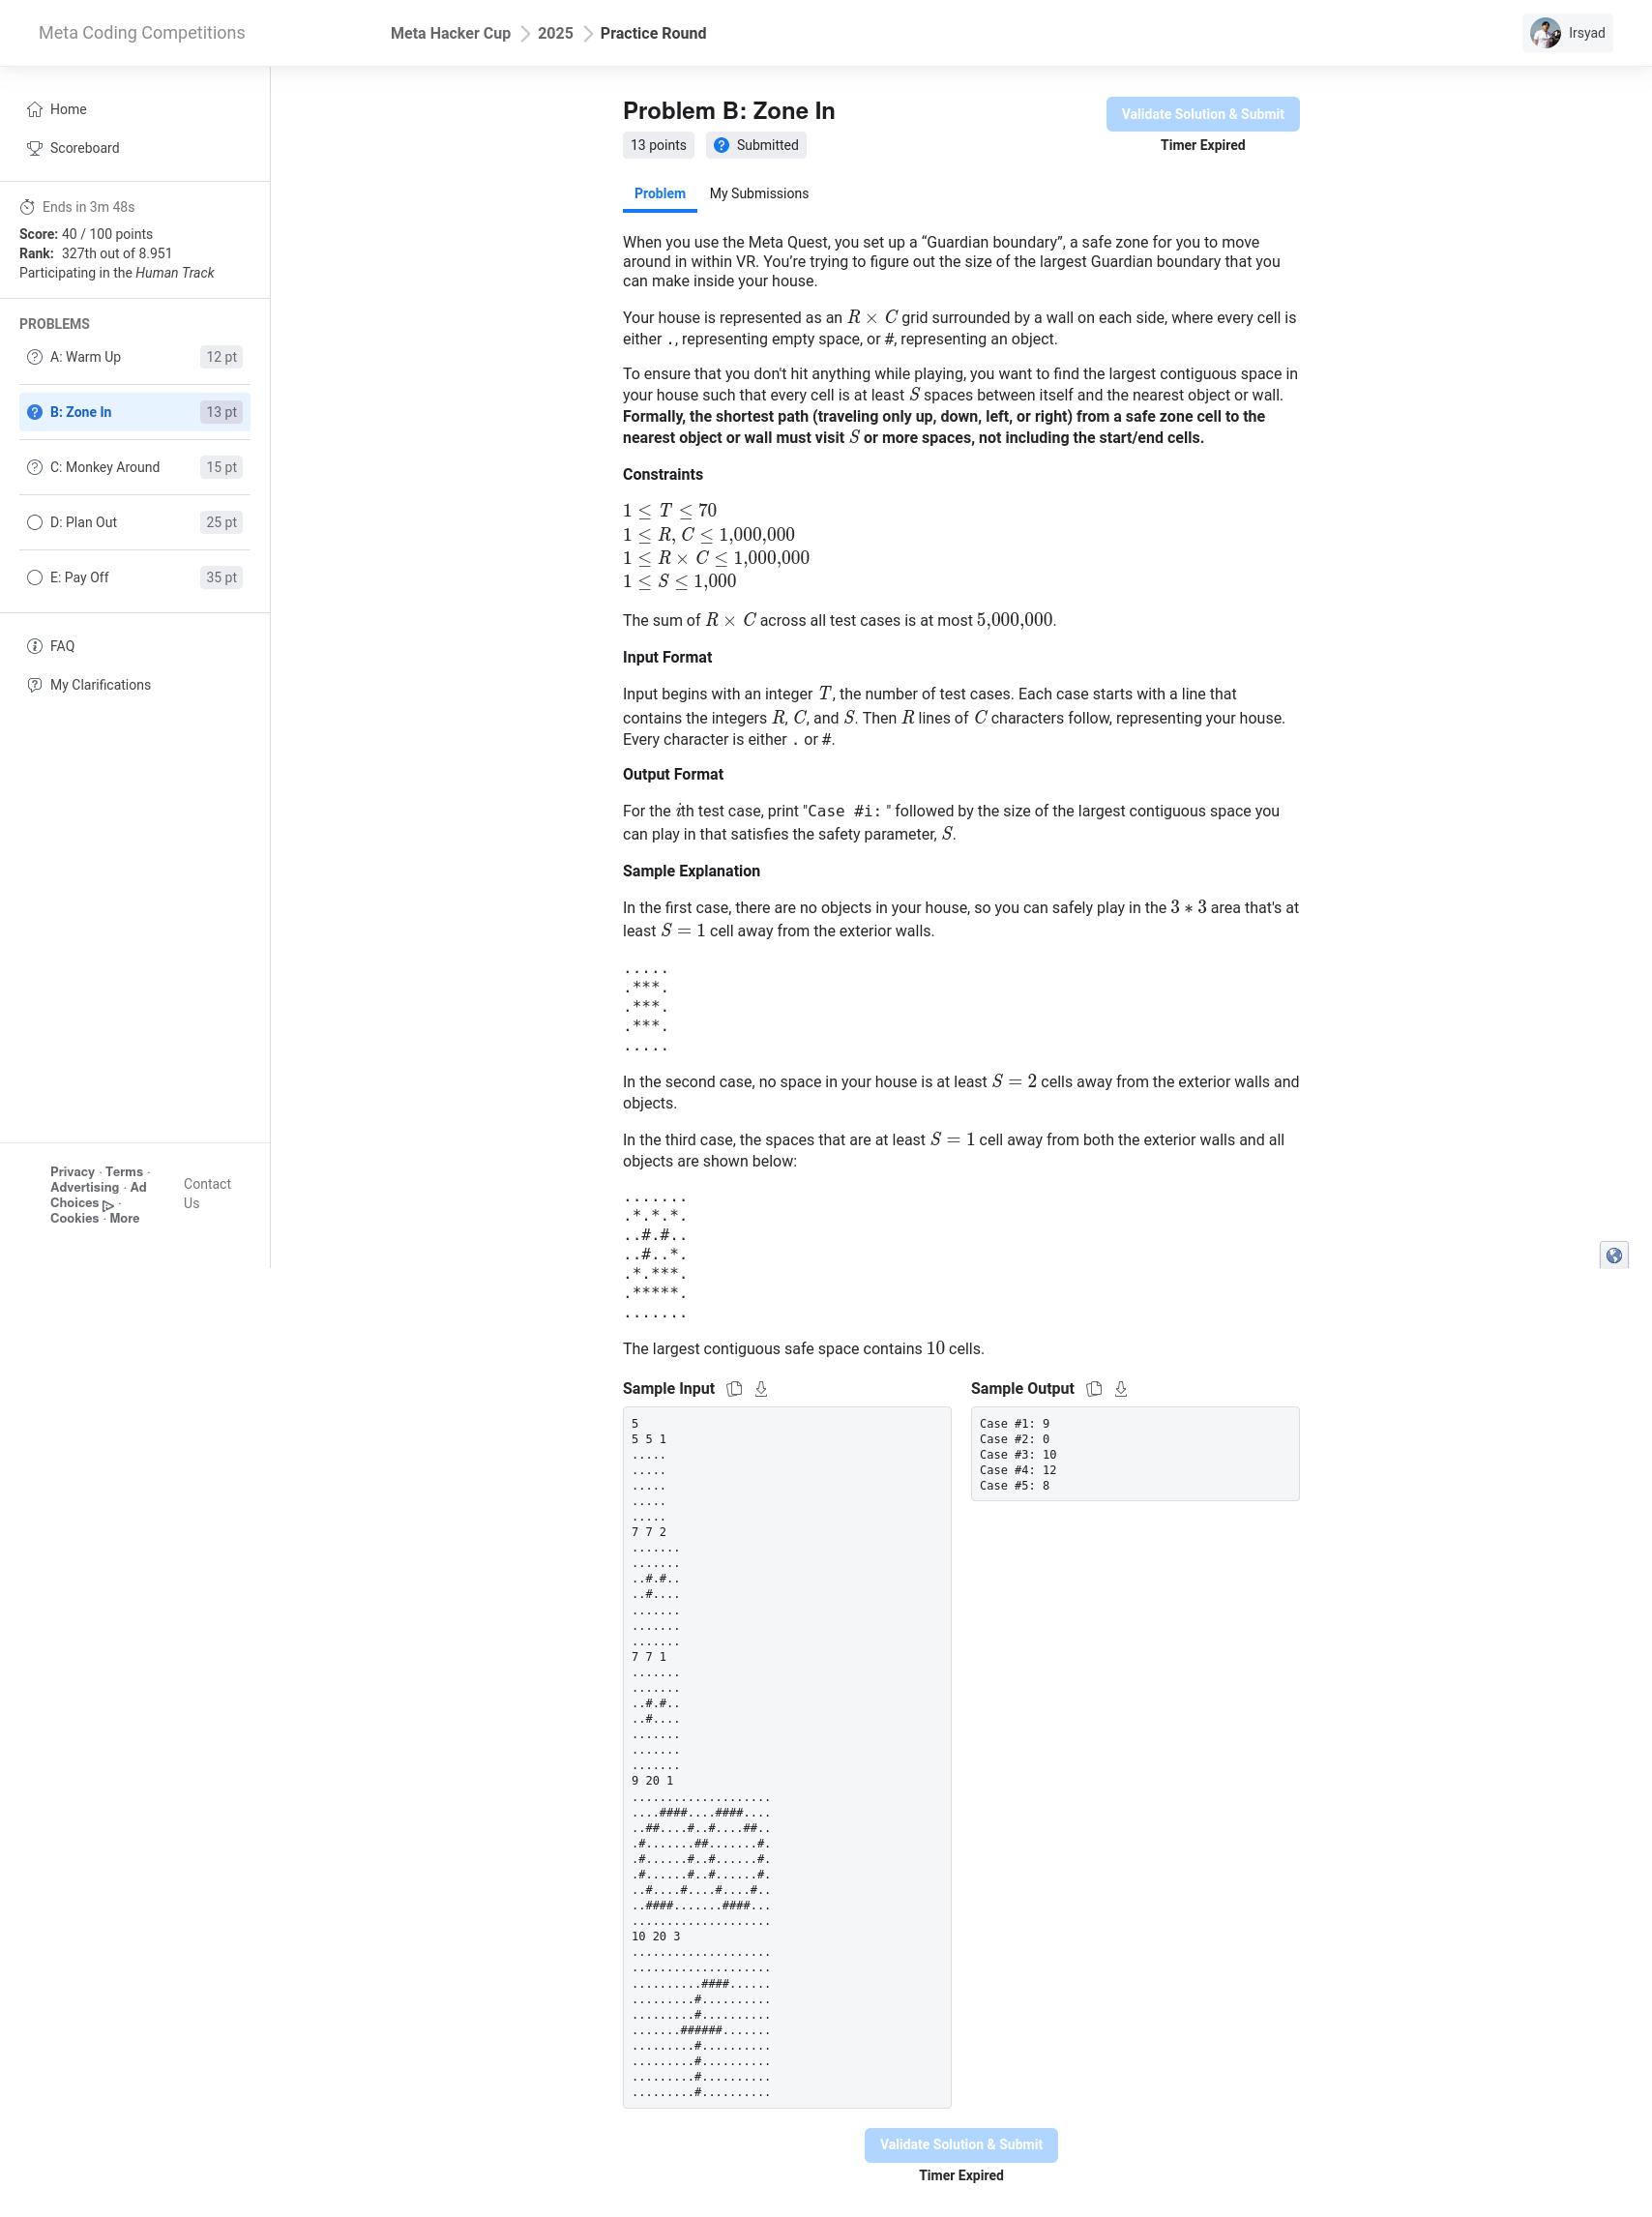 Meta Coding Competitions
Meta Hacker Cup
2025
Practice Round
Irsyad
Home
Scoreboard
Ends in 3m 48s
Score: 40 / 100 points
Rank: 327th out of 8.951
Participating in the Human Track
PROBLEMS
A: Warm Up 12 pt
B: Zone In 13 pt
C: Monkey Around 15 pt
D: Plan Out 25 pt
E: Pay Off 35 pt
FAQ
My Clarifications
Privacy · Terms ·
Advertising · Ad
Choices ·
Cookies · More
Contact
Us
Problem B: Zone In
13 points
Submitted
Validate Solution & Submit
Timer Expired
Problem
My Submissions
When you use the Meta Quest, you set up a “Guardian boundary”, a safe zone for you to move
around in within VR. You’re trying to figure out the size of the largest Guardian boundary that you
can make inside your house.
Your house is represented as an R × C grid surrounded by a wall on each side, where every cell is
either ., representing empty space, or #, representing an object.
To ensure that you don't hit anything while playing, you want to find the largest contiguous space in
your house such that every cell is at least S spaces between itself and the nearest object or wall.
Formally, the shortest path (traveling only up, down, left, or right) from a safe zone cell to the
nearest object or wall must visit S or more spaces, not including the start/end cells.
Constraints
1 ≤ T ≤ 70
1 ≤ R, C ≤ 1,000,000
1 ≤ R × C ≤ 1,000,000
1 ≤ S ≤ 1,000
The sum of R × C across all test cases is at most 5,000,000.
Input Format
Input begins with an integer T, the number of test cases. Each case starts with a line that
contains the integers R, C, and S. Then R lines of C characters follow, representing your house.
Every character is either . or #.
Output Format
For the ith test case, print "Case #i: " followed by the size of the largest contiguous space you
can play in that satisfies the safety parameter, S.
Sample Explanation
In the first case, there are no objects in your house, so you can safely play in the 3 ∗ 3 area that's at
least S = 1 cell away from the exterior walls.
.....
.***.
.***.
.***.
.....
In the second case, no space in your house is at least S = 2 cells away from the exterior walls and
objects.
In the third case, the spaces that are at least S = 1 cell away from both the exterior walls and all
objects are shown below:
.......
.*.*.*.
..#.#..
..#..*.
.*.***.
.*****.
.......
The largest contiguous safe space contains 10 cells.
Sample Input
5
5 5 1
.....
.....
.....
.....
.....
7 7 2
.......
.......
..#.#..
..#....
.......
.......
.......
7 7 1
.......
.......
..#.#..
..#....
.......
.......
.......
9 20 1
....................
....####....####....
..##....#..#....##..
.#.......##.......#.
.#......#..#......#.
.#......#..#......#.
..#....#....#....#..
..####.......####...
....................
10 20 3
....................
....................
..........####......
.........#..........
.........#..........
.......######.......
.........#..........
.........#..........
.........#..........
.........#..........
Sample Output
Case #1: 9
Case #2: 0
Case #3: 10
Case #4: 12
Case #5: 8
Validate Solution & Submit
Timer Expired